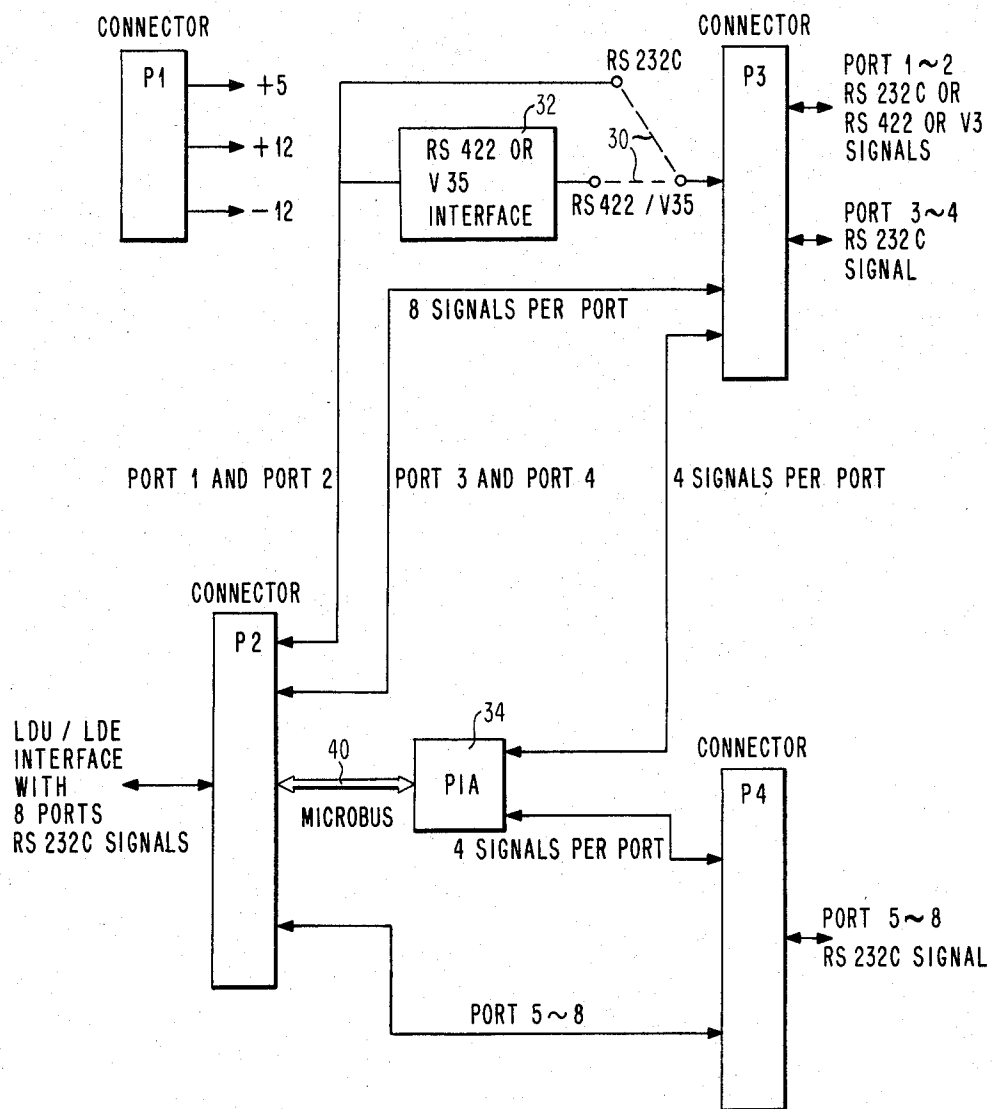 CONNECTOR
P1
+5
+12
-12
CONNECTOR
P3
RS 232C
32
RS 422 OR
V 35
INTERFACE
30
RS 422 / V35
PORT 1~2
RS 232C OR
RS 422 OR V3
SIGNALS
PORT 3~4
RS 232C
SIGNAL
8 SIGNALS PER PORT
PORT 1 AND PORT 2
PORT 3 AND PORT 4
4 SIGNALS PER PORT
CONNECTOR
P2
LDU / LDE
INTERFACE
WITH
8 PORTS
RS 232C SIGNALS
40
MICROBUS
34
PIA
4 SIGNALS PER PORT
CONNECTOR
P4
PORT 5~8
RS 232C SIGNAL
PORT 5~8